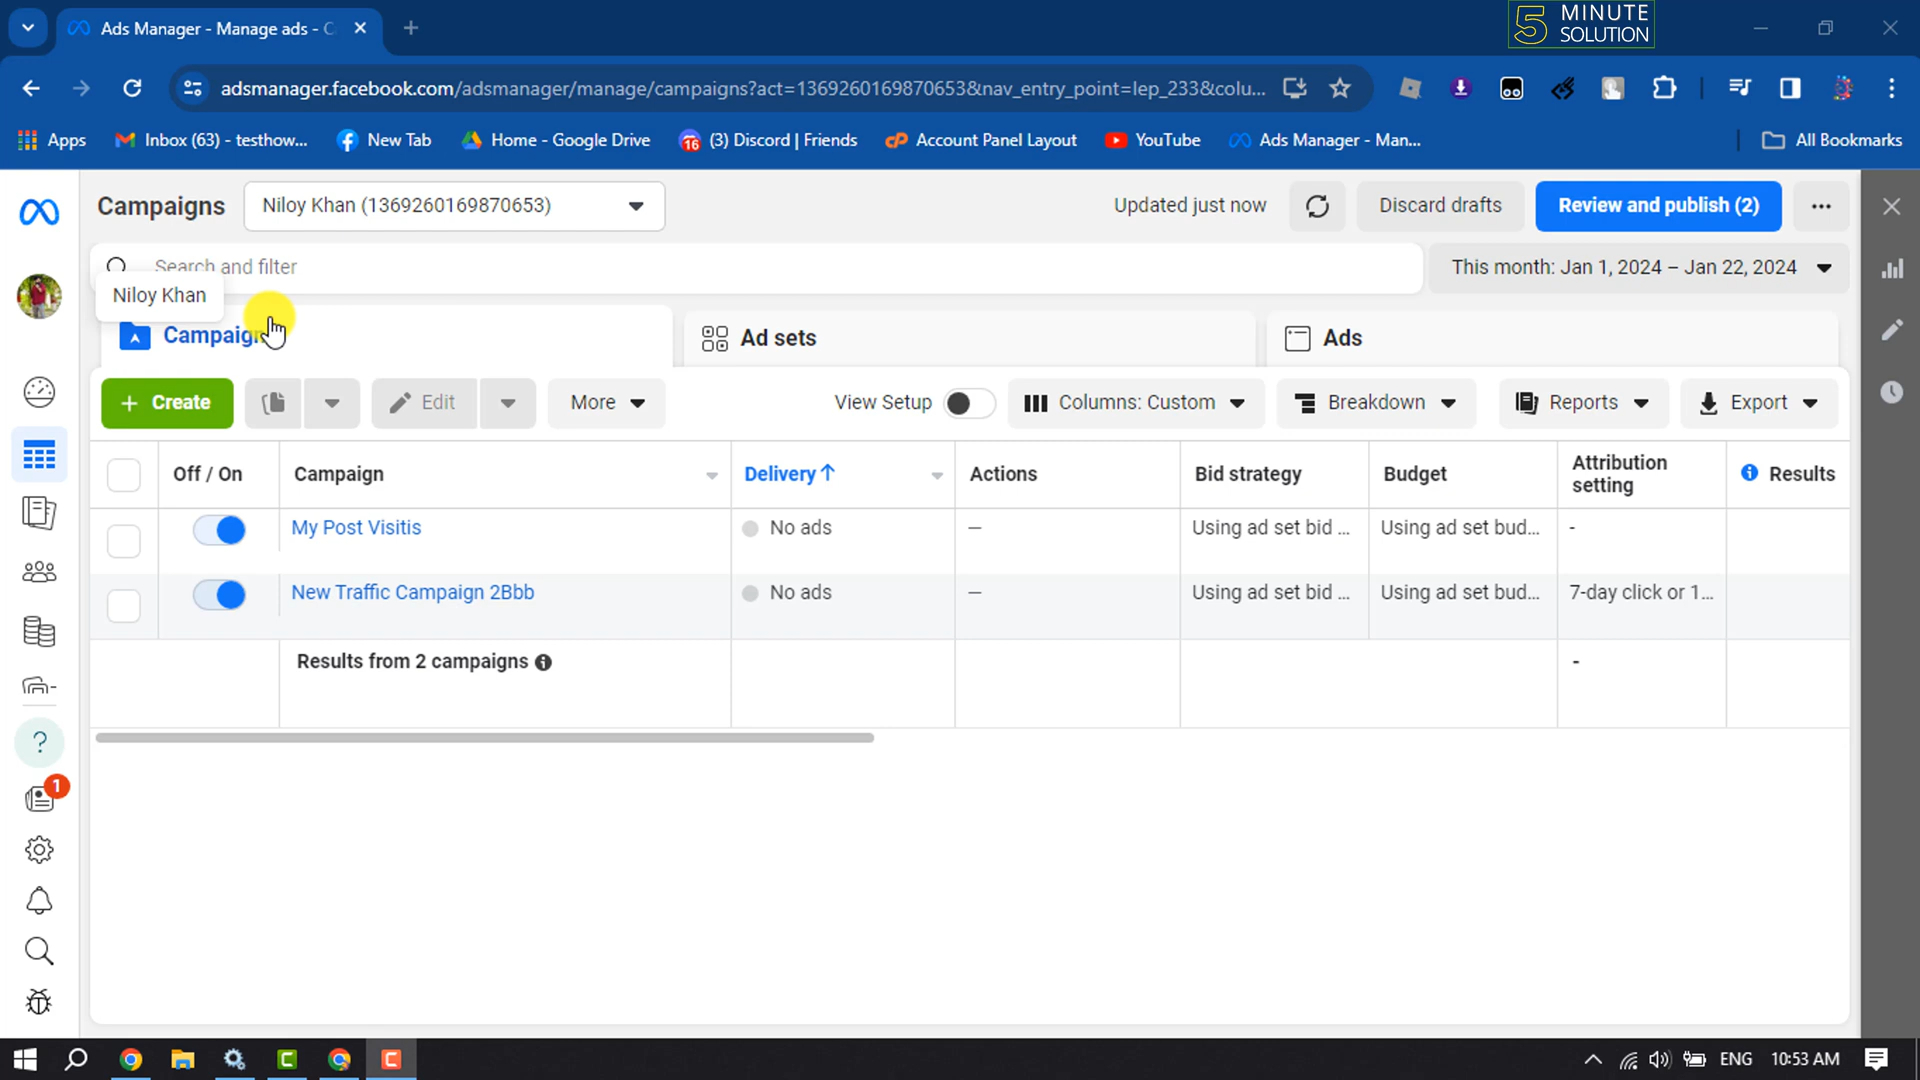 Ads Manager - Manage ads - C
5 MINUTE SOLUTION
adsmanager.facebook.com/adsmanager/manage/campaigns?act=1369260169870653&nav_entry_point=lep_233&colu...
Apps
Inbox (63) - testhow...
New Tab
Home - Google Drive
16
(3) Discord | Friends
Account Panel Layout
YouTube
Ads Manager - Man...
All Bookmarks
Campaigns
Niloy Khan (1369260169870653)
Updated just now
Discard drafts
Review and publish (2)
Search and filter
This month: Jan 1, 2024 – Jan 22, 2024
Niloy Khan
Campaign
Ad sets
Ads
+ Create
Edit
More
View Setup
Columns: Custom
Breakdown
Reports
Export
Off / On
Campaign
Delivery ↑
Actions
Bid strategy
Budget
Attribution setting
Results
My Post Visitis
No ads
—
Using ad set bid ...
Using ad set bud...
-
New Traffic Campaign 2Bbb
No ads
—
Using ad set bid ...
Using ad set bud...
7-day click or 1...
Results from 2 campaigns
-
?
1
ENG
10:53 AM